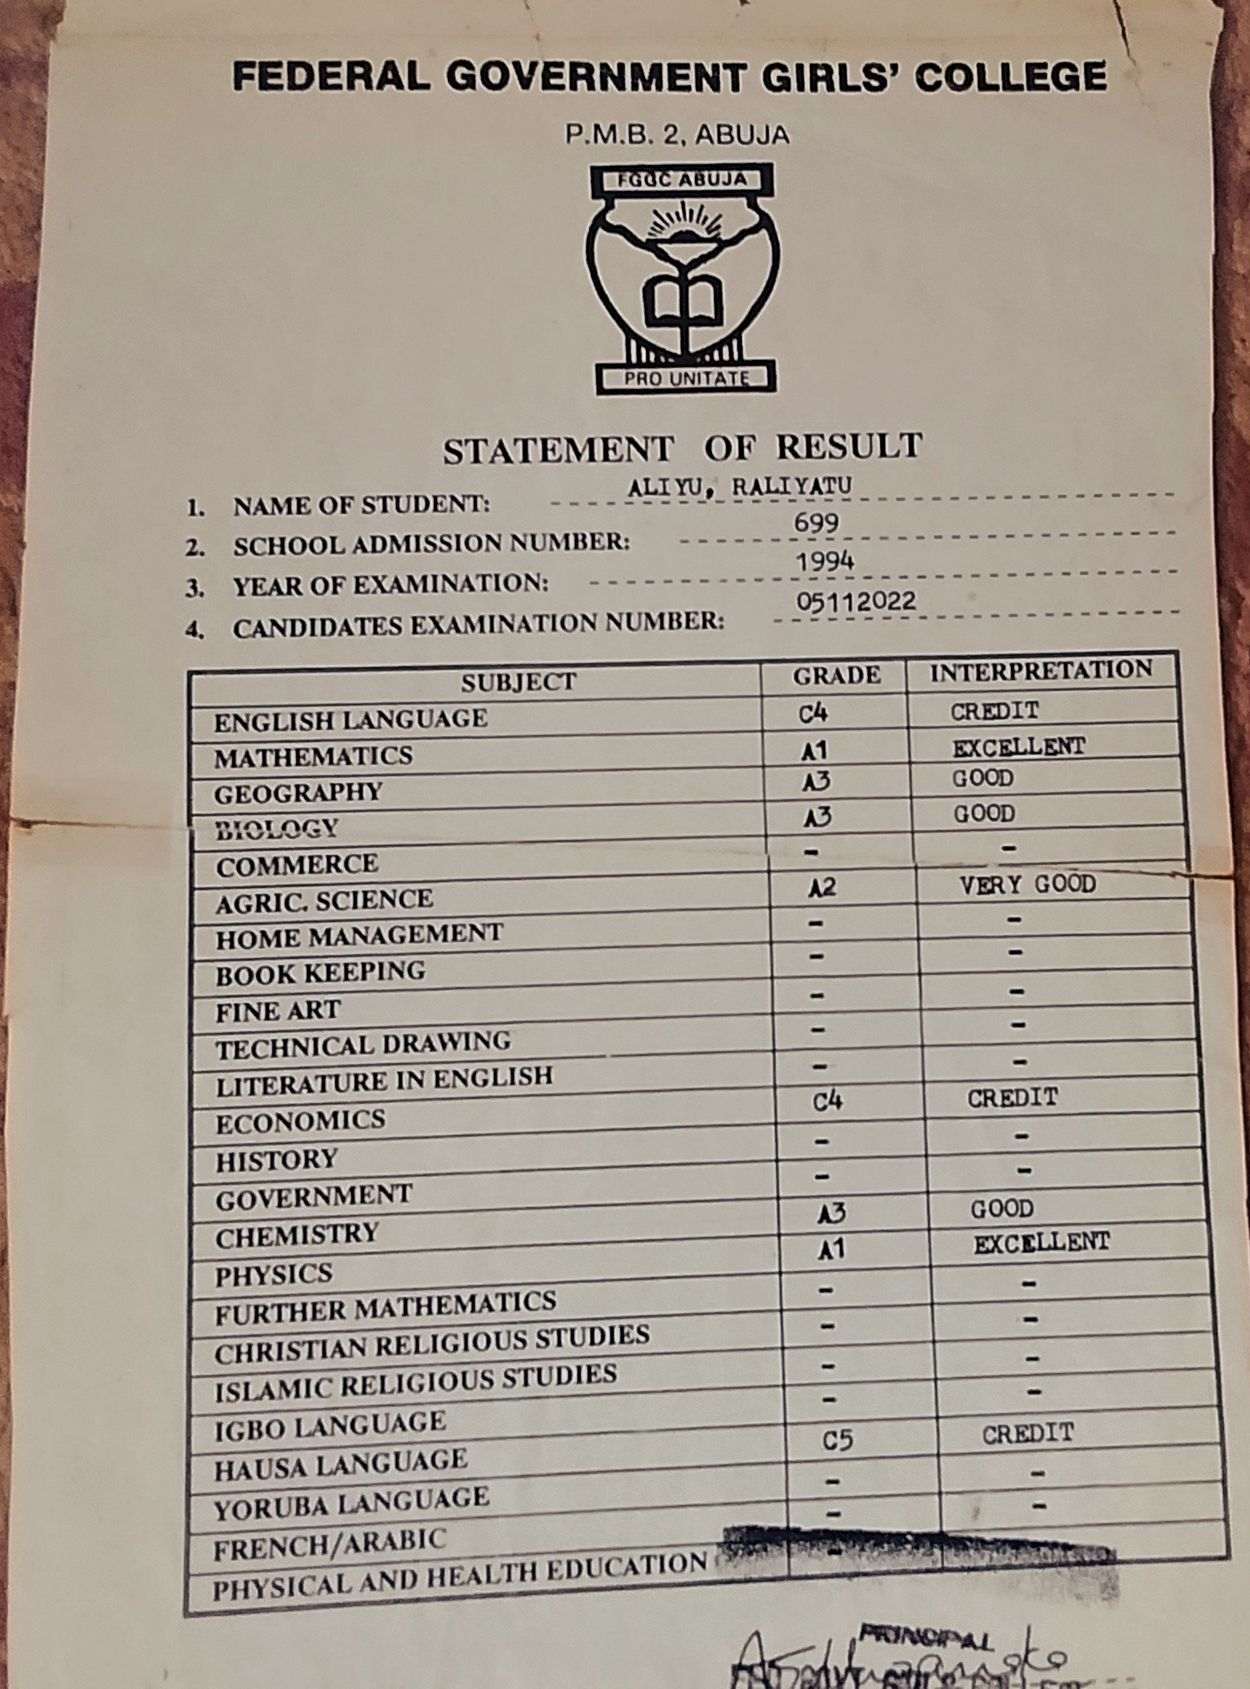 FEDERAL GOVERNMENT GIRLS' COLLEGE
P.M.B. 2, ABUJA
FGGC ABUJA
PRO UNITATE
STATEMENT OF RESULT
1. NAME OF STUDENT: ALIYU, RALIYATU
2. SCHOOL ADMISSION NUMBER: 699
3. YEAR OF EXAMINATION: 1994
4. CANDIDATES EXAMINATION NUMBER: 05112022
SUBJECT GRADE INTERPRETATION
ENGLISH LANGUAGE C4 CREDIT
MATHEMATICS A1 EXCELLENT
GEOGRAPHY A3 GOOD
BIOLOGY A3 GOOD
COMMERCE - -
AGRIC. SCIENCE A2 VERY GOOD
HOME MANAGEMENT - -
BOOK KEEPING - -
FINE ART - -
TECHNICAL DRAWING - -
LITERATURE IN ENGLISH - -
ECONOMICS C4 CREDIT
HISTORY - -
GOVERNMENT - -
CHEMISTRY A3 GOOD
PHYSICS A1 EXCELLENT
FURTHER MATHEMATICS - -
CHRISTIAN RELIGIOUS STUDIES - -
ISLAMIC RELIGIOUS STUDIES - -
IGBO LANGUAGE - -
HAUSA LANGUAGE C5 CREDIT
YORUBA LANGUAGE - -
FRENCH/ARABIC - -
PHYSICAL AND HEALTH EDUCATION -
PRINCIPAL